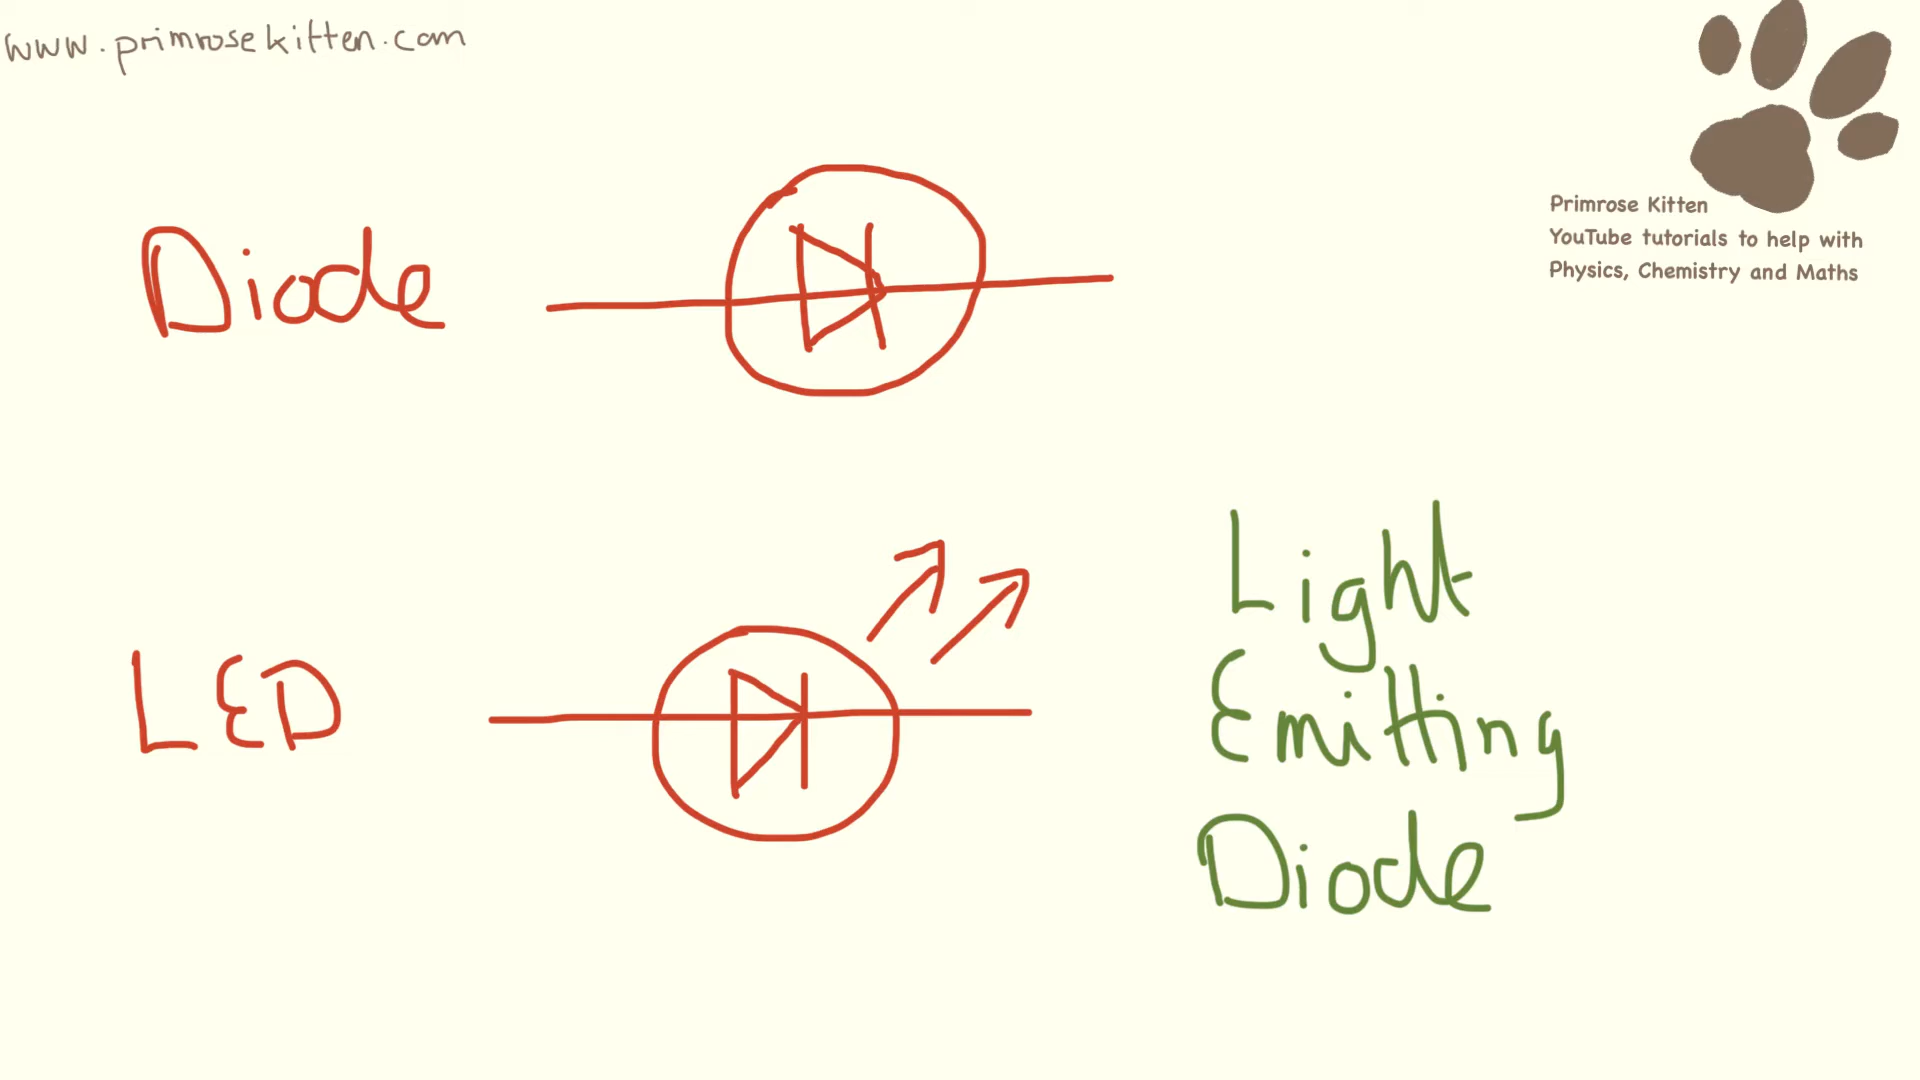 www.primrosekitten.com
Primrose Kitten
YouTube tutorials to help with
Physics, Chemistry and Maths
Diode
LED
Light
Emitting
Diode